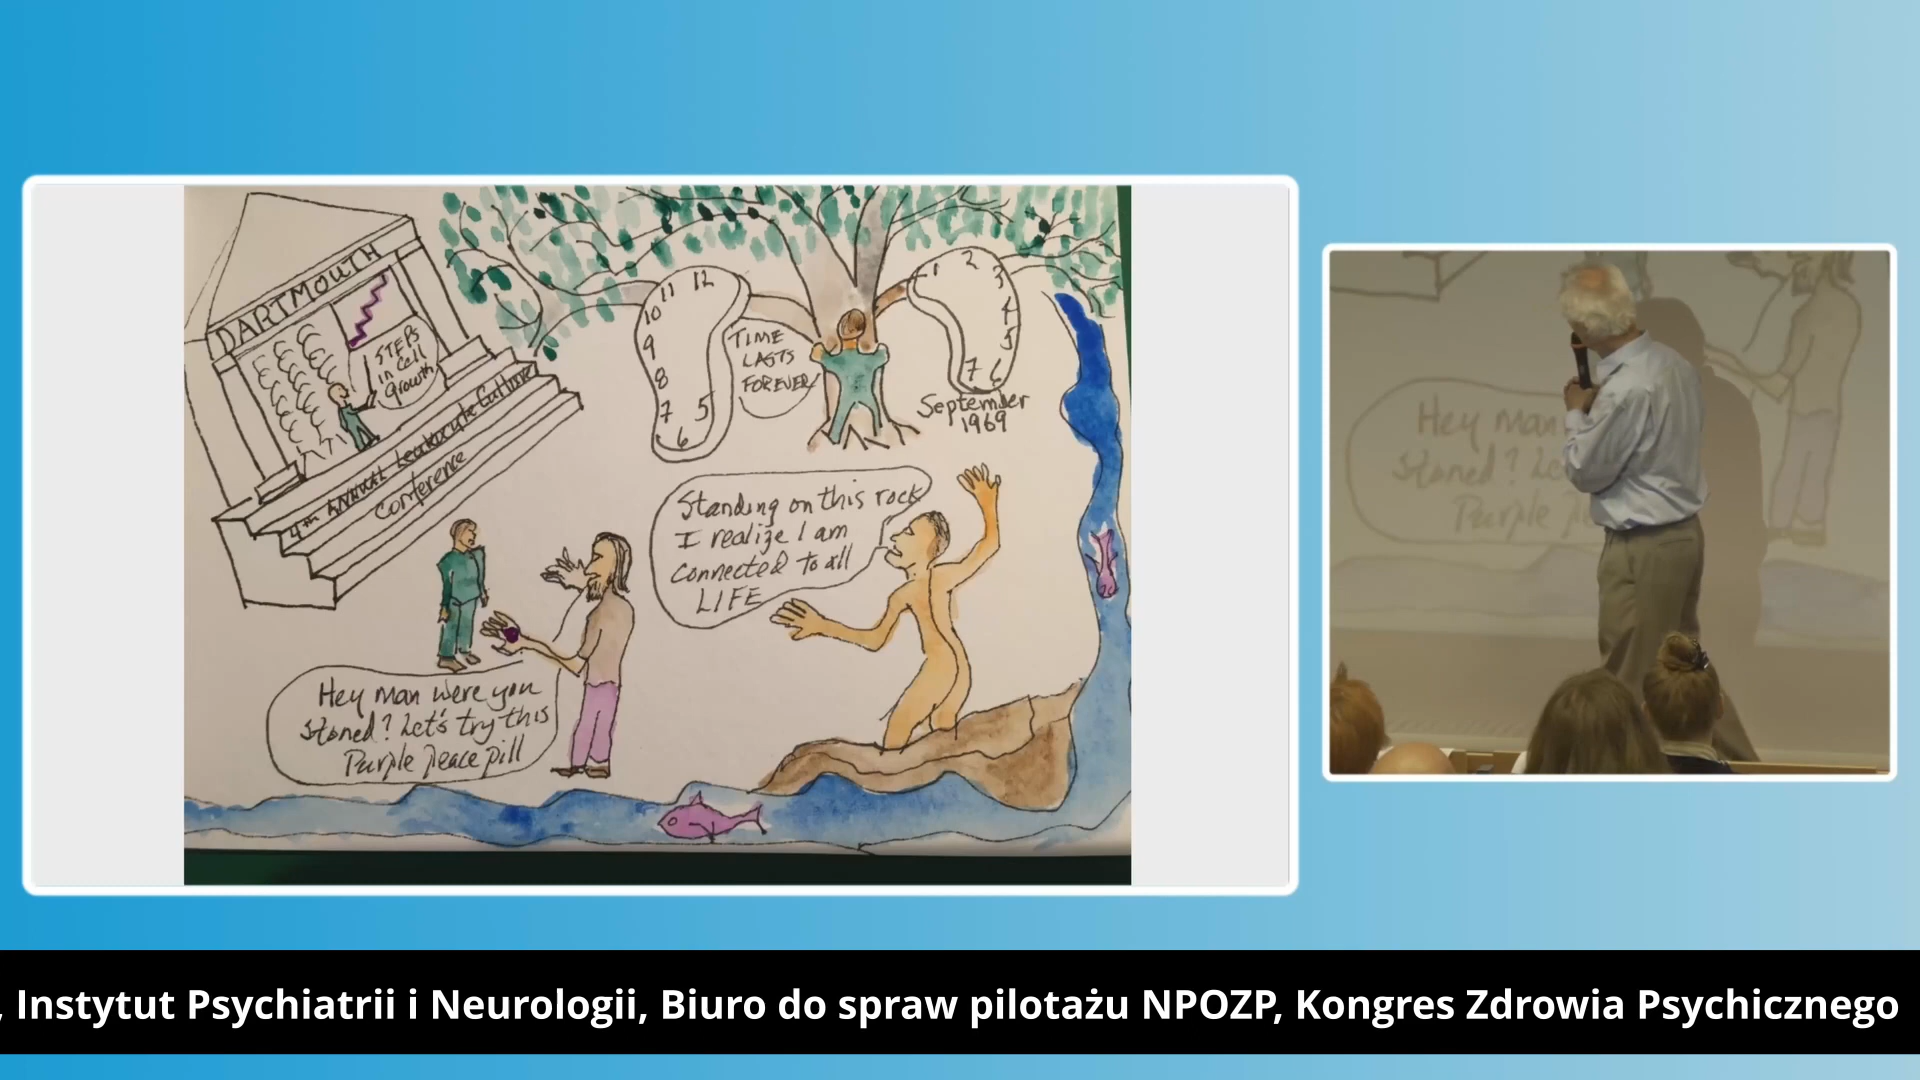 DARTMOUTH
STEPS
in Cell
growth
4th ANNUAL Leukocyte Culture
Conference
11 12
10
9
8
7 5
6
TIME
LASTS
FOREVER!
1 2 3
4
5
7 6
September
1969
Standing on this rock
I realize I am
connected to all
LIFE
Hey man were you
stoned? Let's try this
Purple Peace pill
Hey man
stoned? Le
Purple Pe
, Instytut Psychiatrii i Neurologii, Biuro do spraw pilotażu NPOZP, Kongres Zdrowia Psychicznego